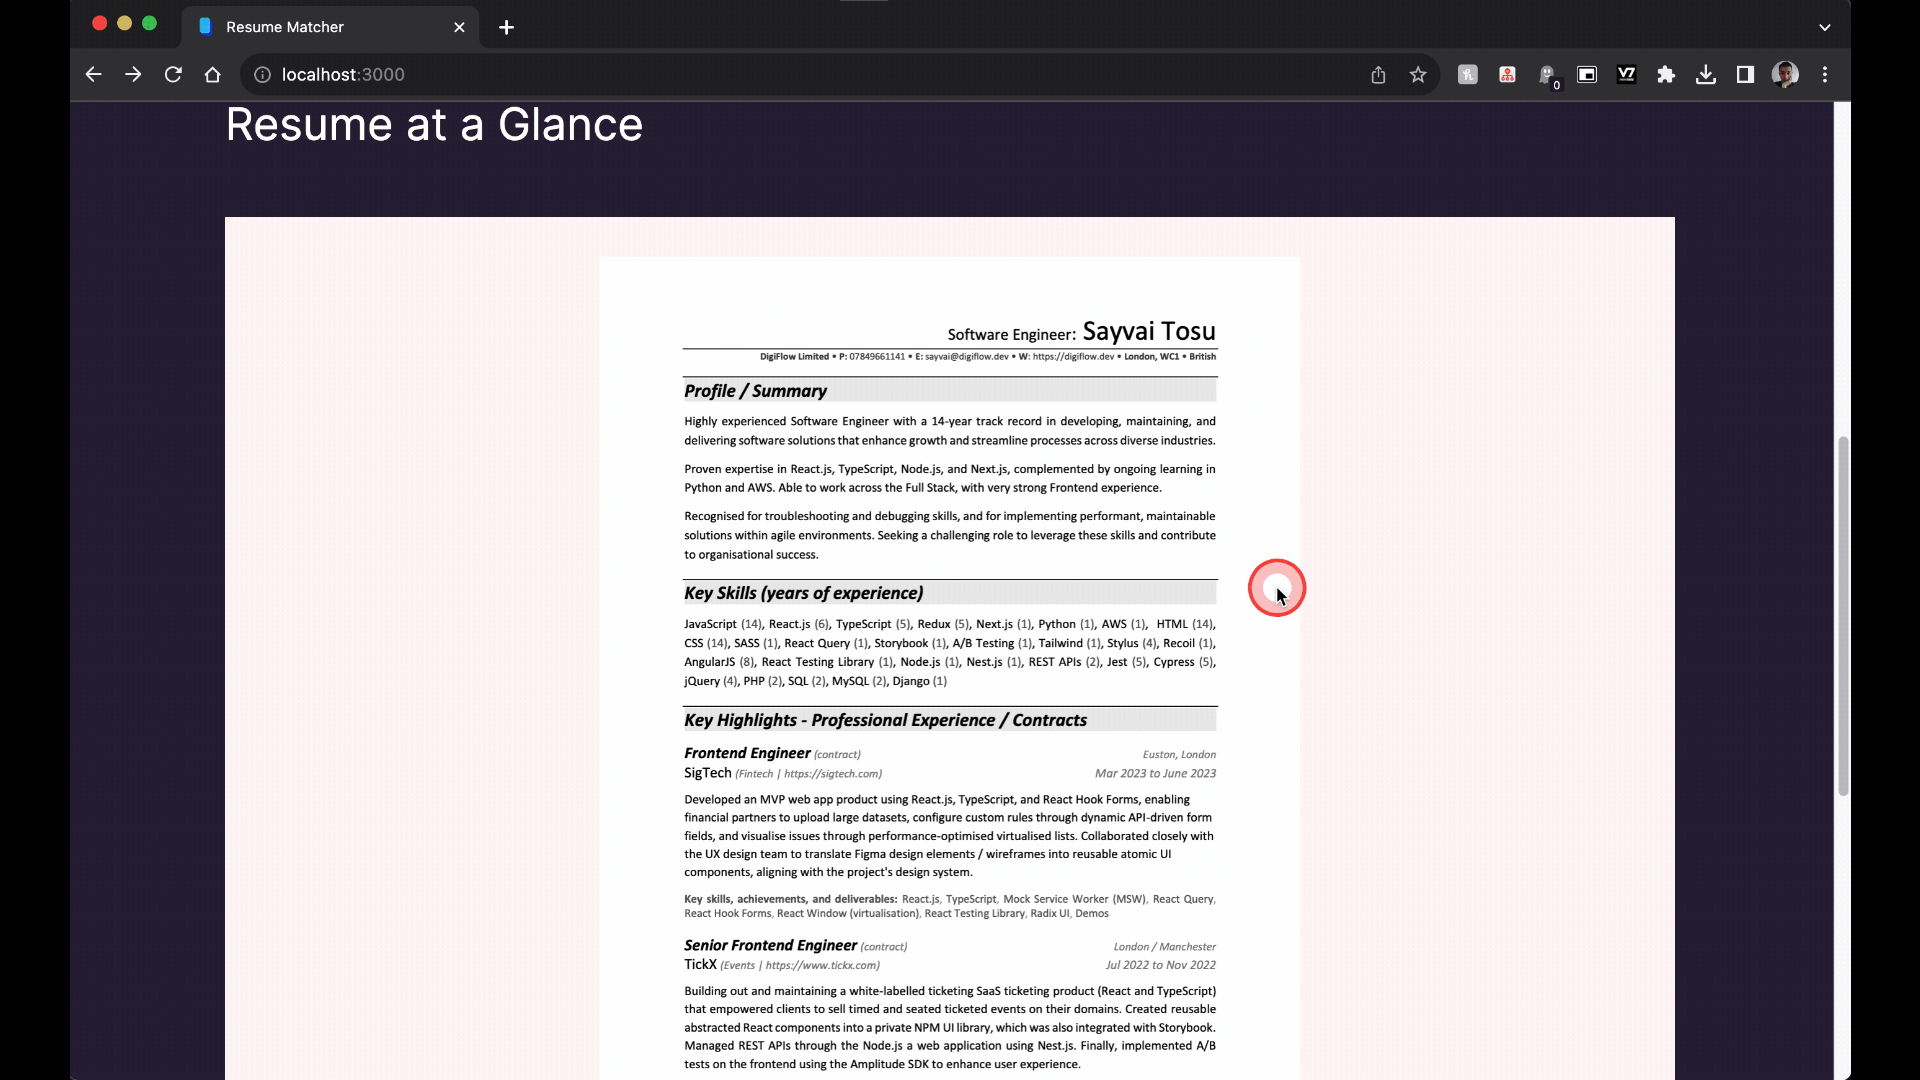 Resume Matcher
localhost:3000
0
Resume at a Glance
Software Engineer: Sayvai Tosu
DigiFlow Limited • P: 07849661141 • E: sayvai@digiflow.dev • W: https://digiflow.dev • London, WC1 • British
Profile / Summary
Highly experienced Software Engineer with a 14-year track record in developing, maintaining, and
delivering software solutions that enhance growth and streamline processes across diverse industries.
Proven expertise in React.js, TypeScript, Node.js, and Next.js, complemented by ongoing learning in
Python and AWS. Able to work across the Full Stack, with very strong Frontend experience.
Recognised for troubleshooting and debugging skills, and for implementing performant, maintainable
solutions within agile environments. Seeking a challenging role to leverage these skills and contribute
to organisational success.
Key Skills (years of experience)
JavaScript (14), React.js (6), TypeScript (5), Redux (5), Next.js (1), Python (1), AWS (1), HTML (14),
CSS (14), SASS (1), React Query (1), Storybook (1), A/B Testing (1), Tailwind (1), Stylus (4), Recoil (1),
AngularJS (8), React Testing Library (1), Node.js (1), Nest.js (1), REST APIs (2), Jest (5), Cypress (5),
jQuery (4), PHP (2), SQL (2), MySQL (2), Django (1)
Key Highlights - Professional Experience / Contracts
Frontend Engineer (contract) Euston, London
SigTech (Fintech | https://sigtech.com) Mar 2023 to June 2023
Developed an MVP web app product using React.js, TypeScript, and React Hook Forms, enabling
financial partners to upload large datasets, configure custom rules through dynamic API-driven form
fields, and visualise issues through performance-optimised virtualised lists. Collaborated closely with
the UX design team to translate Figma design elements / wireframes into reusable atomic UI
components, aligning with the project's design system.
Key skills, achievements, and deliverables: React.js, TypeScript, Mock Service Worker (MSW), React Query,
React Hook Forms, React Window (virtualisation), React Testing Library, Radix UI, Demos
Senior Frontend Engineer (contract) London / Manchester
TickX (Events | https://www.tickx.com) Jul 2022 to Nov 2022
Building out and maintaining a white-labelled ticketing SaaS ticketing product (React and TypeScript)
that empowered clients to sell timed and seated ticketed events on their domains. Created reusable
abstracted React components into a private NPM UI library, which was also integrated with Storybook.
Managed REST APIs through the Node.js a web application using Nest.js. Finally, implemented A/B
tests on the frontend using the Amplitude SDK to enhance user experience.